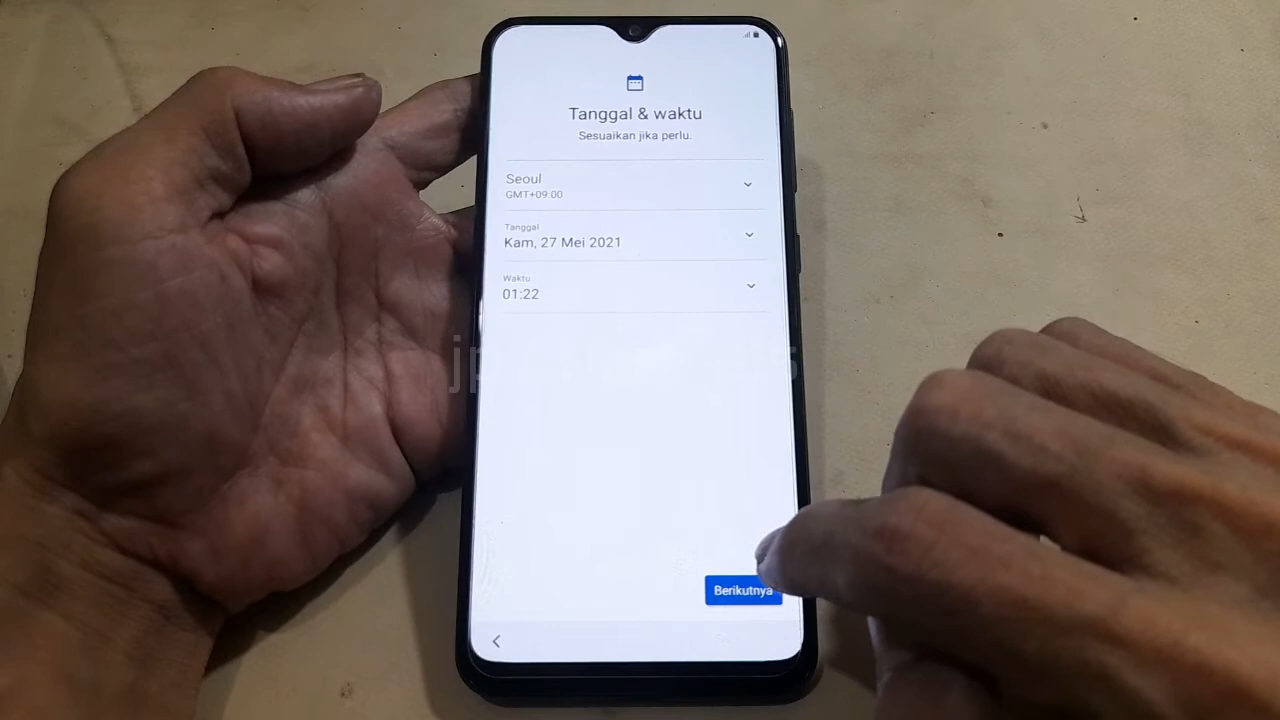 Tanggal & waktu
Sesuaikan jika perlu.
Seoul
GMT+09:00
Tanggal
Kam, 27 Mei 2021
Waktu
01:22
Berikutnya